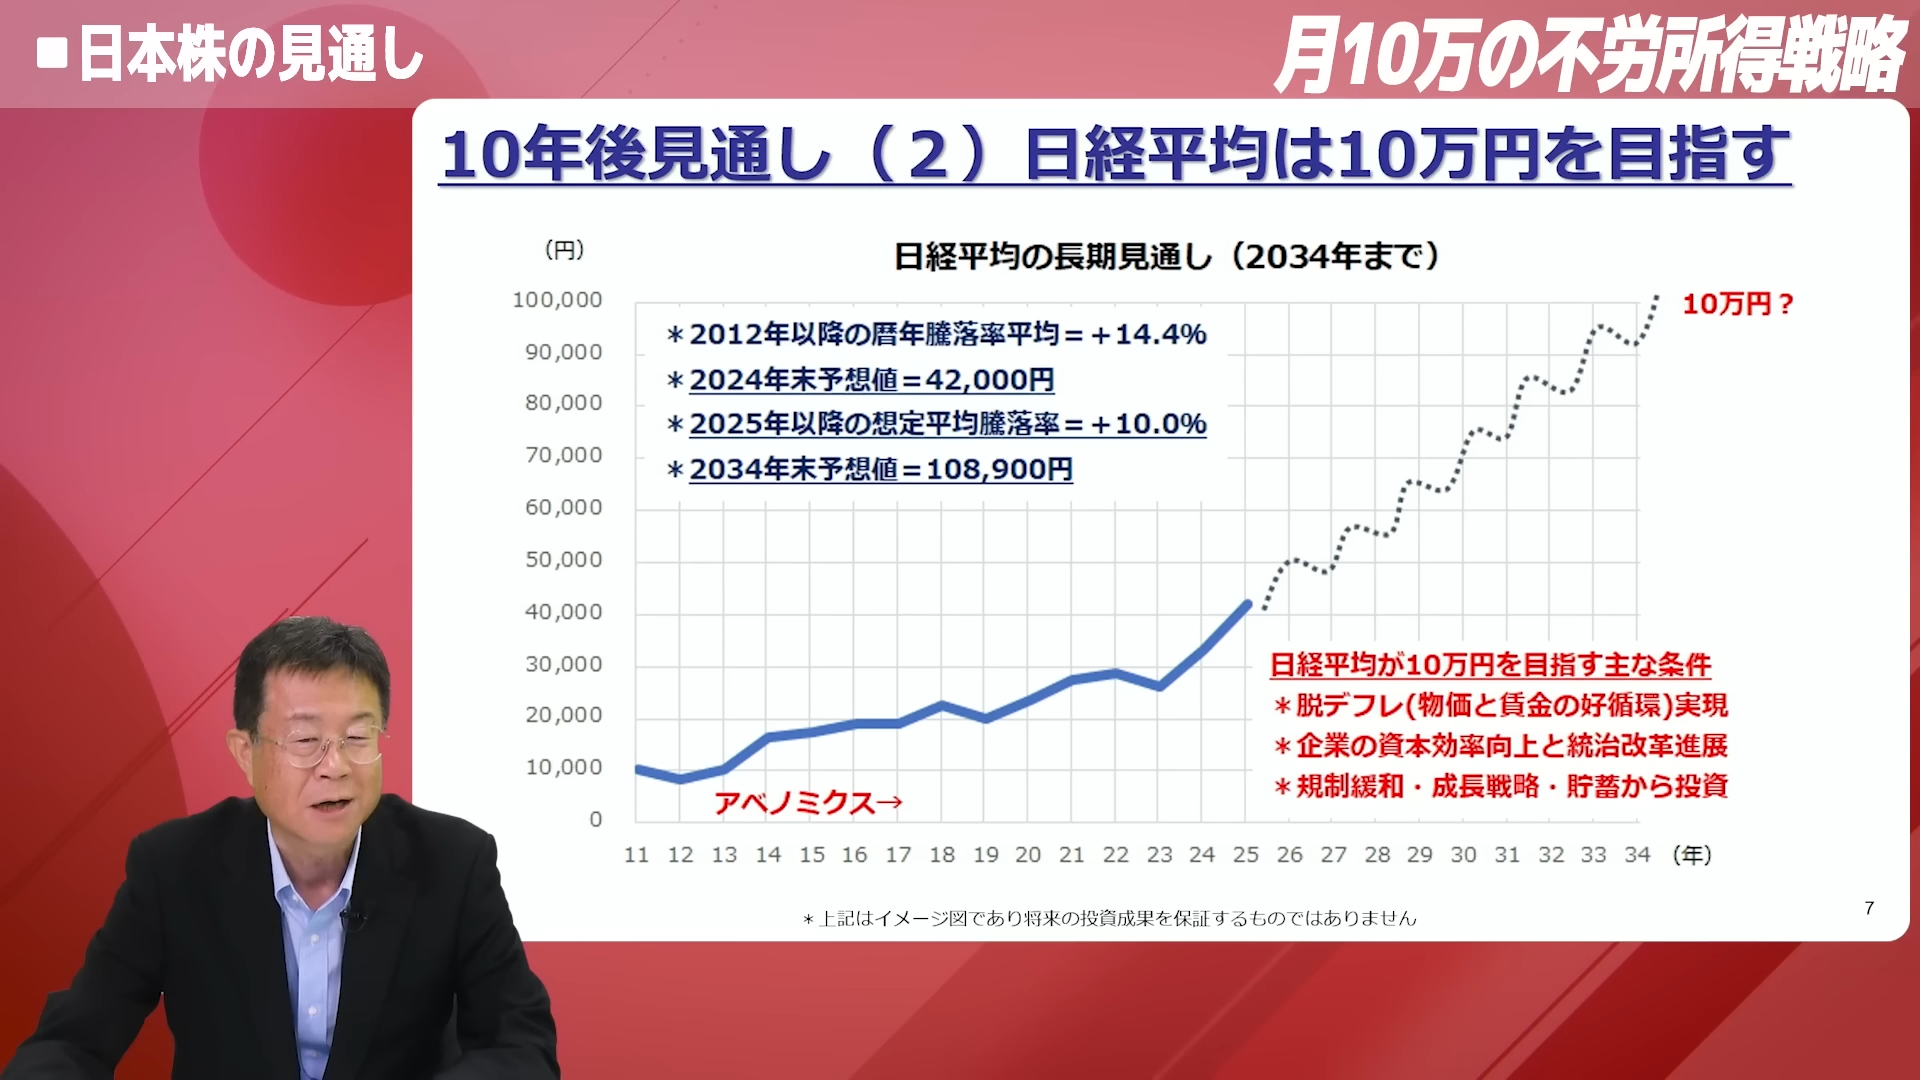 ■日本株の見通し
月10万の不労所得戦略
10年後見通し（２）日経平均は10万円を目指す
（円）
日経平均の長期見通し（2034年まで）
100,000
90,000
80,000
70,000
60,000
50,000
40,000
30,000
20,000
10,000
0
＊2012年以降の暦年騰落率平均＝＋14.4%
＊2024年末予想値＝42,000円
＊2025年以降の想定平均騰落率＝＋10.0%
＊2034年末予想値＝108,900円
10万円？
アベノミクス→
日経平均が10万円を目指す主な条件
＊脱デフレ(物価と賃金の好循環)実現
＊企業の資本効率向上と統治改革進展
＊規制緩和・成長戦略・貯蓄から投資
11 12 13 14 15 16 17 18 19 20 21 22 23 24 25 26 27 28 29 30 31 32 33 34 （年）
＊上記はイメージ図であり将来の投資成果を保証するものではありません
7